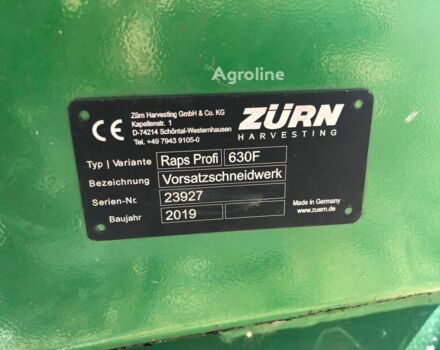 Agroline
CE
Zürn Harvesting GmbH & Co. KG
Kapellenstr. 1
D-74214 Schöntal-Westernhausen
Tel. +49 7943 9105-0
ZÜRN
HARVESTING
Typ | Variante Raps Profi 630F
Bezeichnung Vorsatzschneidwerk
Serien-Nr. 23927
Baujahr 2019
Made in Germany
www.zuern.de